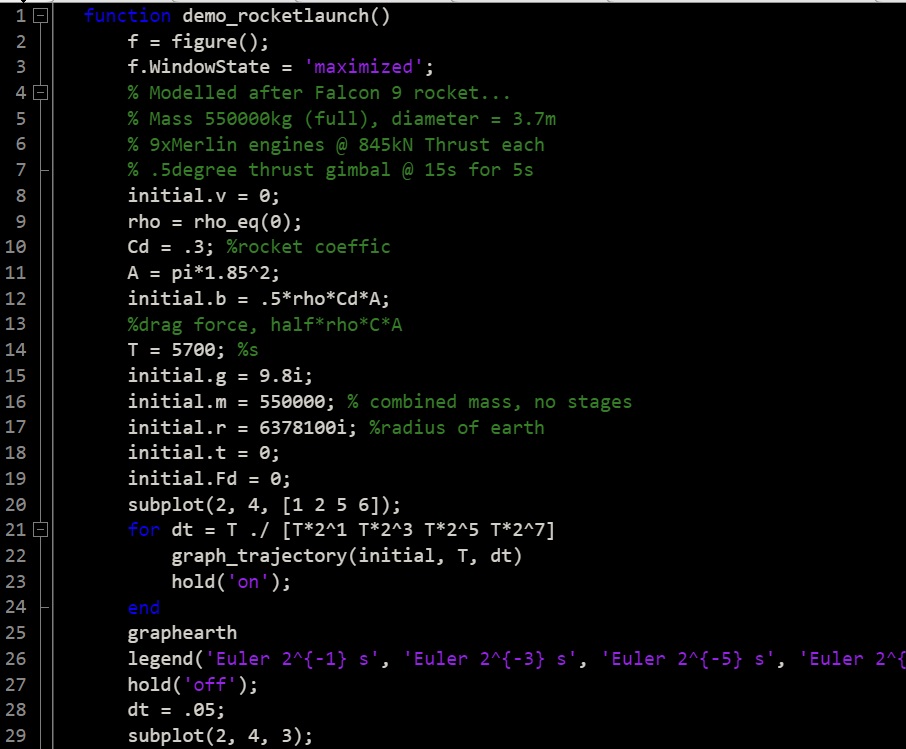 1 function demo_rocketlaunch()
2 f = figure();
3 f.WindowState = 'maximized';
4 % Modelled after Falcon 9 rocket...
5 % Mass 550000kg (full), diameter = 3.7m
6 % 9xMerlin engines @ 845kN Thrust each
7 % .5degree thrust gimbal @ 15s for 5s
8 initial.v = 0;
9 rho = rho_eq(0);
10 Cd = .3; %rocket coeffic
11 A = pi*1.85^2;
12 initial.b = .5*rho*Cd*A;
13 %drag force, half*rho*C*A
14 T = 5700; %s
15 initial.g = 9.8i;
16 initial.m = 550000; % combined mass, no stages
17 initial.r = 6378100i; %radius of earth
18 initial.t = 0;
19 initial.Fd = 0;
20 subplot(2, 4, [1 2 5 6]);
21 for dt = T ./ [T*2^1 T*2^3 T*2^5 T*2^7]
22 graph_trajectory(initial, T, dt)
23 hold('on');
24 end
25 graphearth
26 legend('Euler 2^{-1} s', 'Euler 2^{-3} s', 'Euler 2^{-5} s', 'Euler 2^{
27 hold('off');
28 dt = .05;
29 subplot(2, 4, 3);